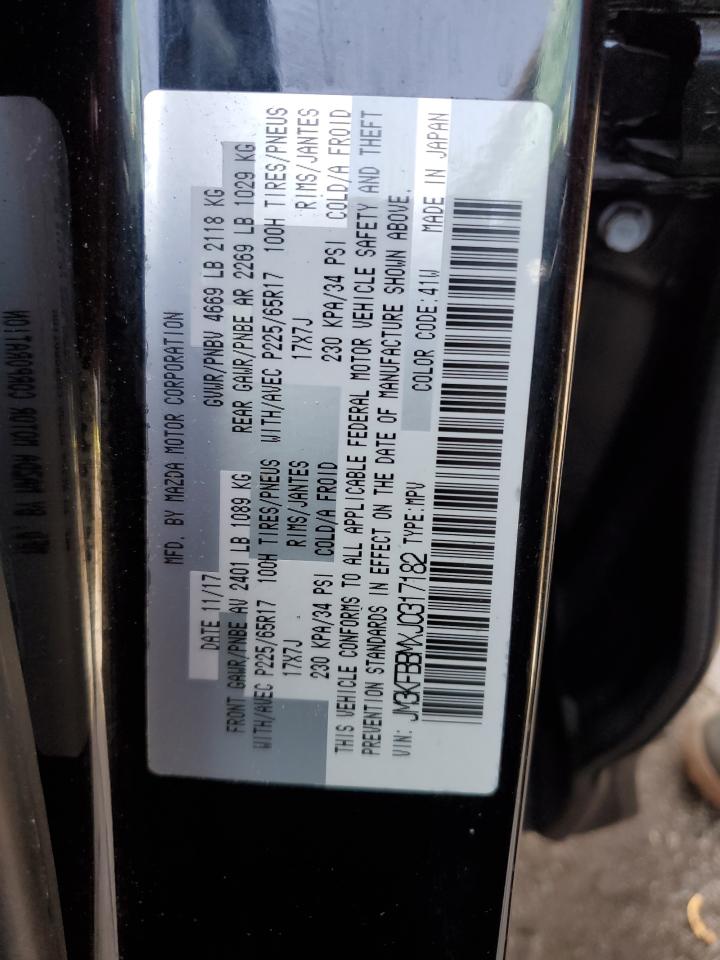 MFD. BY MAZDA MOTOR CORPORATION
DATE 11/17 GVWR/PNBV 4669 LB 2118 KG
FRONT GAWR/PNBE AV 2401 LB 1089 KG REAR GAWR/PNBE AR 2269 LB 1029 KG
WITH/AVEC P225/65R17 100H TIRES/PNEUS WITH/AVEC P225/65R17 100H TIRES/PNEUS
17X7J RIMS/JANTES 17X7J RIMS/JANTES
230 KPA/34 PSI COLD/A FROID 230 KPA/34 PSI COLD/A FROID
THIS VEHICLE CONFORMS TO ALL APPLICABLE FEDERAL MOTOR VEHICLE SAFETY AND THEFT
PREVENTION STANDARDS IN EFFECT ON THE DATE OF MANUFACTURE SHOWN ABOVE.
VIN: JM3KFBBMXJ0317182 TYPE:MPV COLOR CODE:41W MADE IN JAPAN